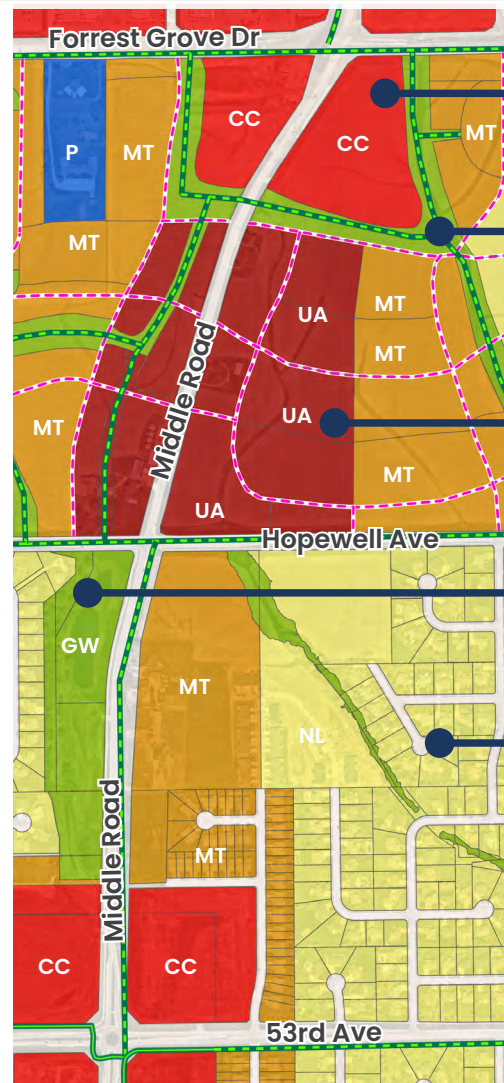 Forrest Grove Dr
CC
CC
MT
P
MT
MT
UA
MT
MT
Middle Road
UA
MT
MT
UA
Hopewell Ave
GW
MT
NL
Middle Road
MT
CC
CC
53rd Ave